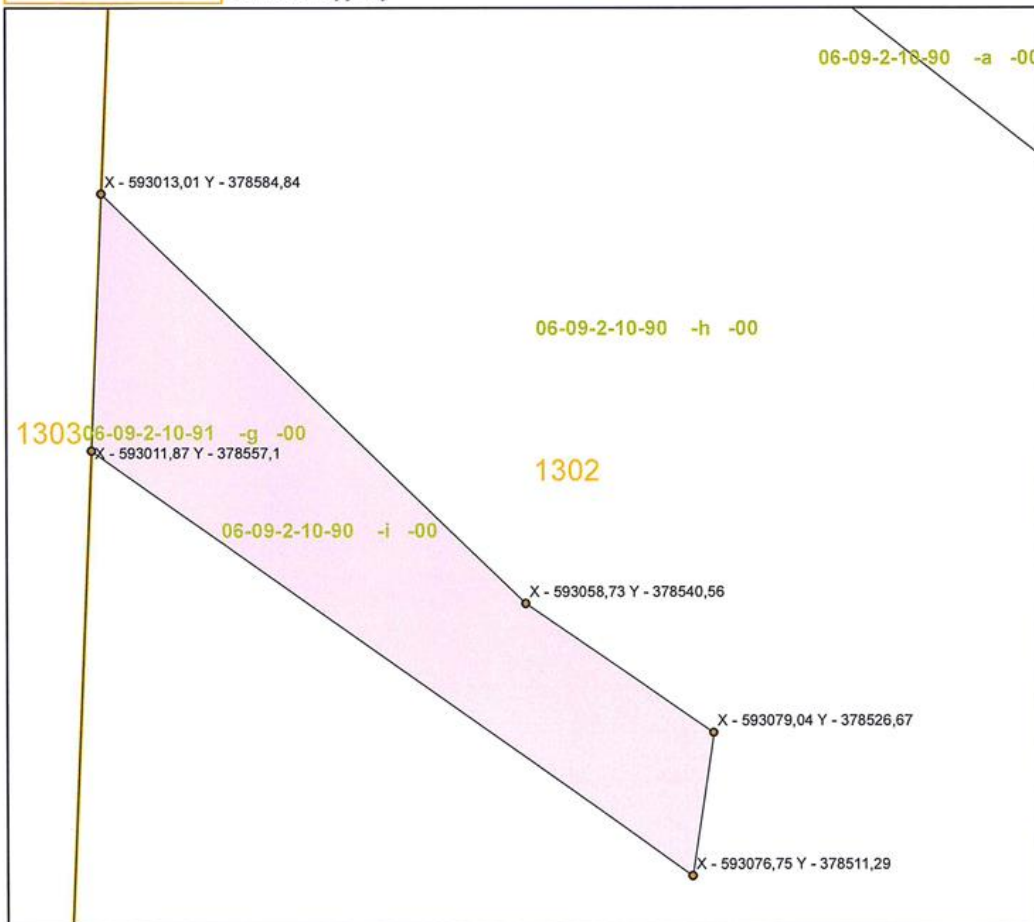 06-09-2-10-90 -a -00
X - 593013,01 Y - 378584,84
06-09-2-10-90 -h -00
1303
06-09-2-10-91 -g -00
X - 593011,87 Y - 378557,1
1302
06-09-2-10-90 -i -00
X - 593058,73 Y - 378540,56
X - 593079,04 Y - 378526,67
X - 593076,75 Y - 378511,29